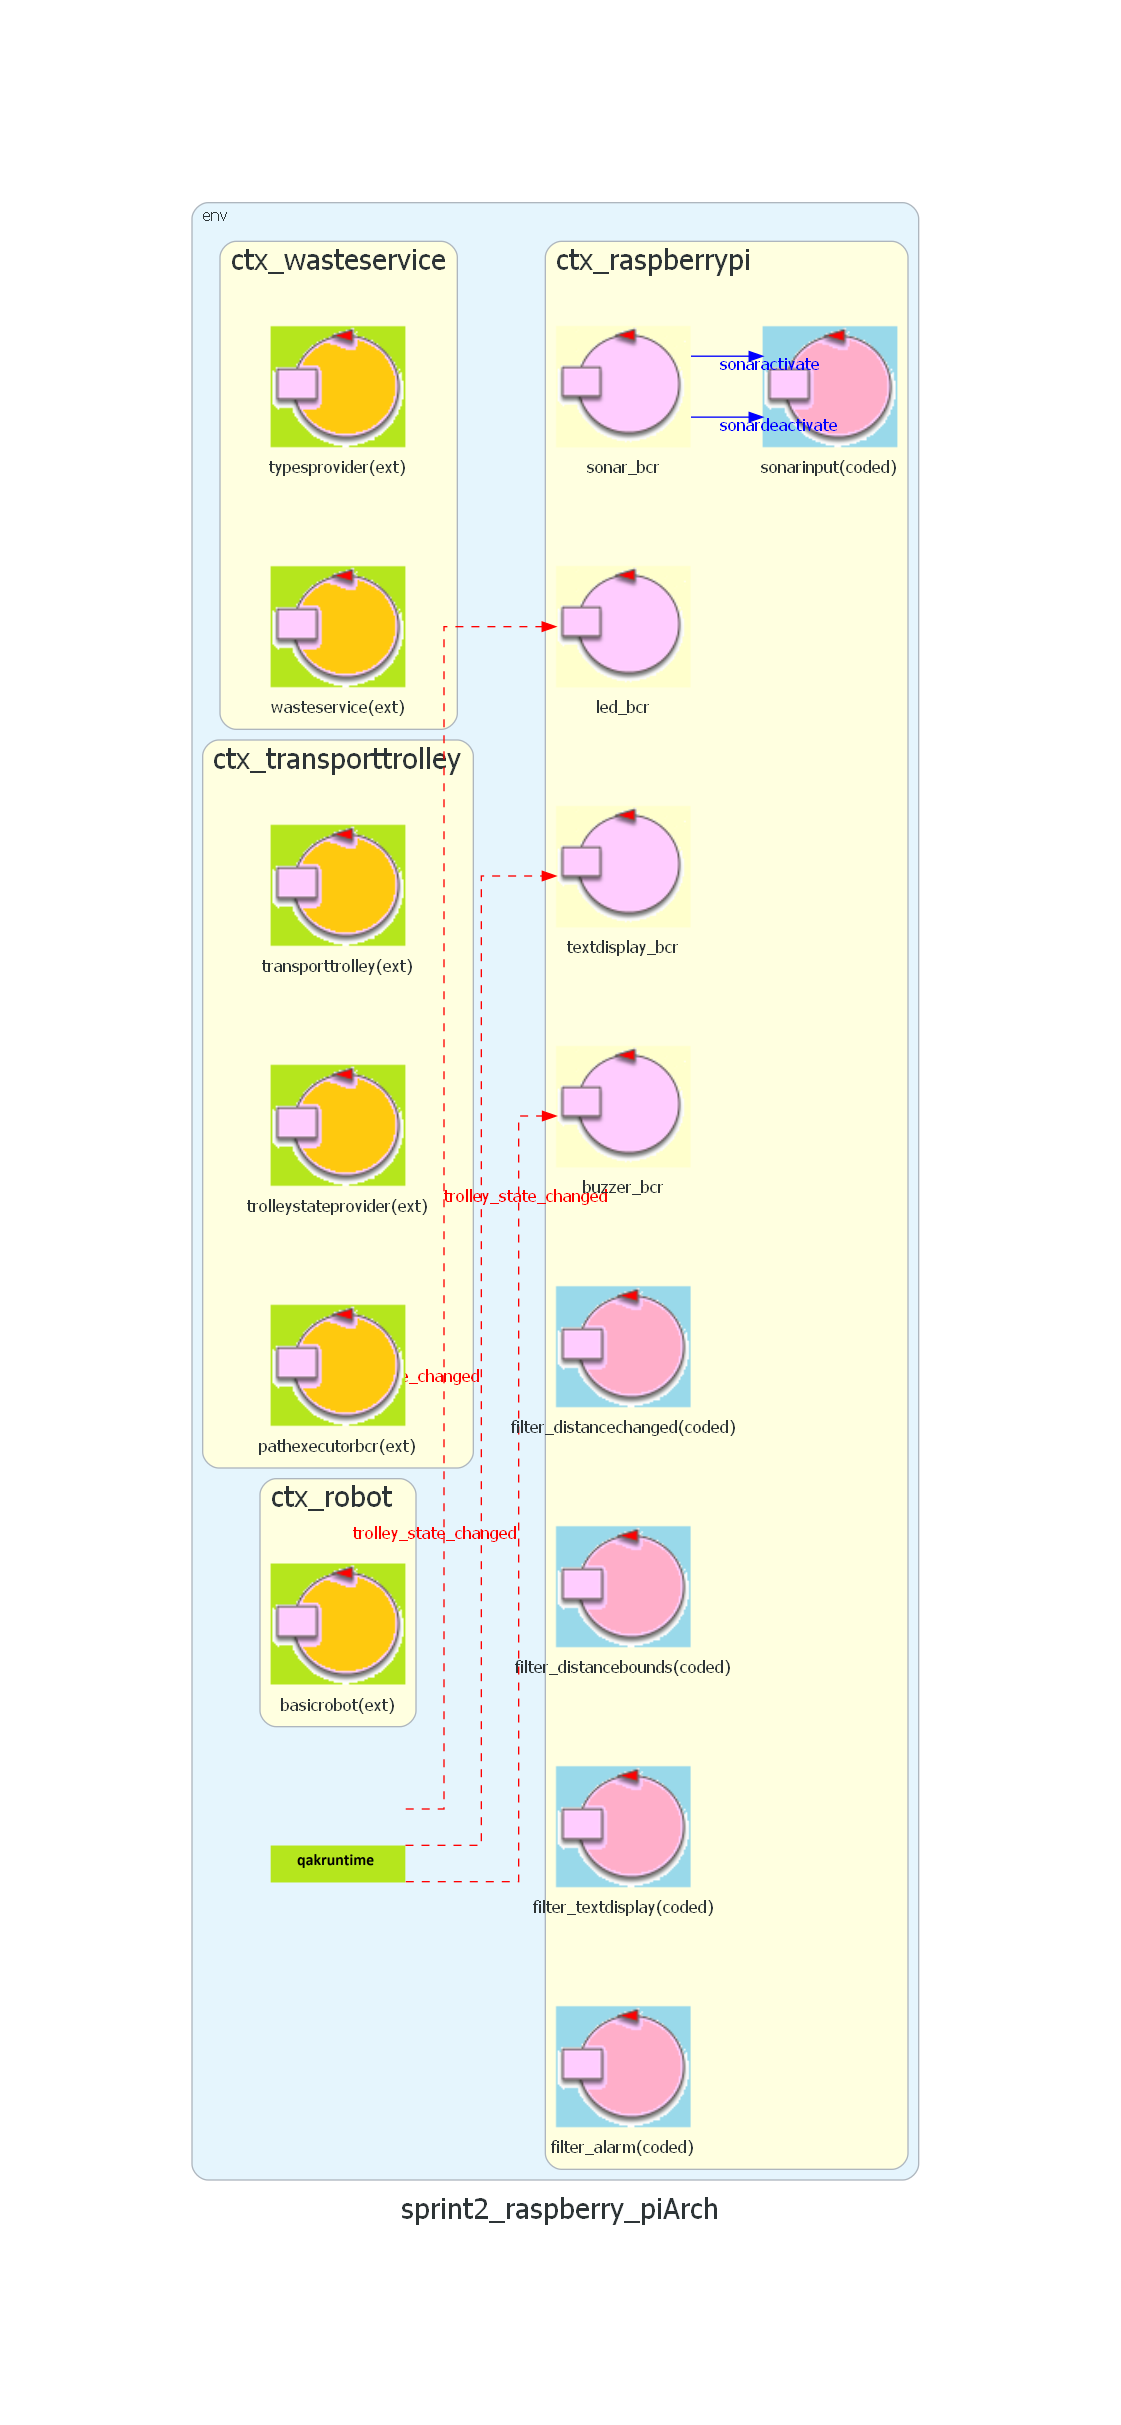 env
ctx_wasteservice
typesprovider(ext)
wasteservice(ext)
ctx_transporttrolley
transporttrolley(ext)
trolleystateprovider(ext)
e_changed
pathexecutorbcr(ext)
ctx_robot
trolley_state_changed
basicrobot(ext)
qakruntime
ctx_raspberrypi
sonaractivate
sonardeactivate
sonar_bcr
sonarinput(coded)
led_bcr
textdisplay_bcr
buzzer_bcr
trolley_state_changed
filter_distancechanged(coded)
filter_distancebounds(coded)
filter_textdisplay(coded)
filter_alarm(coded)
sprint2_raspberry_piArch